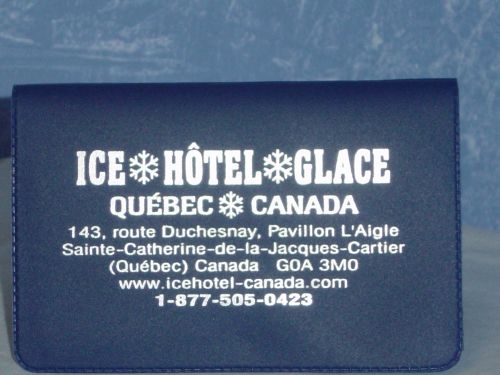 ICE❄HÔTEL❄GLACE
QUÉBEC❄CANADA
143, route Duchesnay, Pavillon L'Aigle
Sainte-Catherine-de-la-Jacques-Cartier
(Québec) Canada G0A 3M0
www.icehotel-canada.com
1-877-505-0423